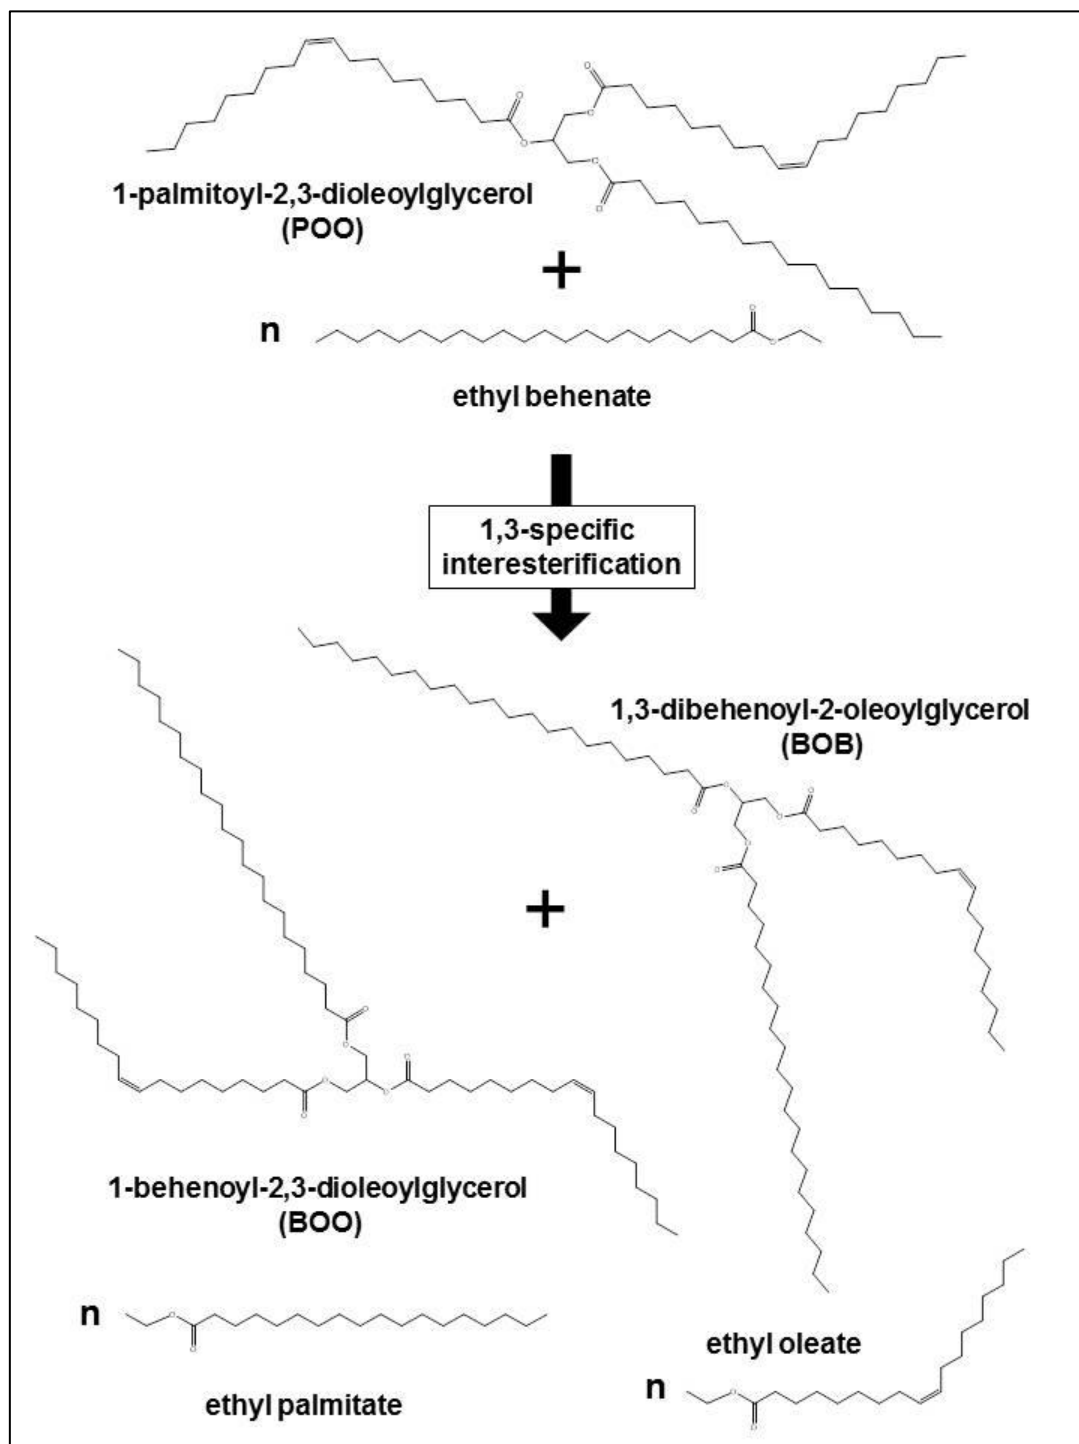 1-palmitoyl-2,3-dioleoylglycerol
(POO)
+
n
ethyl behenate
1,3-specific
interesterification
1,3-dibehenoyl-2-oleoylglycerol
(BOB)
+
1-behenoyl-2,3-dioleoylglycerol
(BOO)
n
ethyl palmitate
ethyl oleate
n